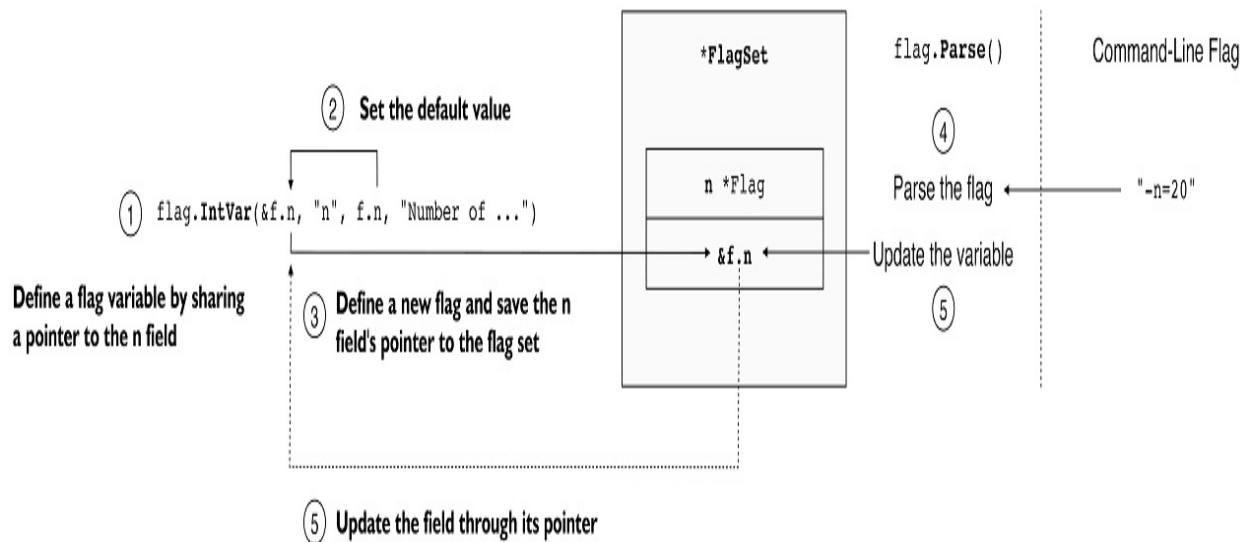 *FlagSet
flag.Parse()
Command-Line Flag
② Set the default value
④
n *Flag
Parse the flag
"-n=20"
① flag.IntVar(&f.n, "n", f.n, "Number of ...")
&f.n
Update the variable
Define a flag variable by sharing
a pointer to the n field
③ Define a new flag and save the n
field's pointer to the flag set
⑤
⑤ Update the field through its pointer